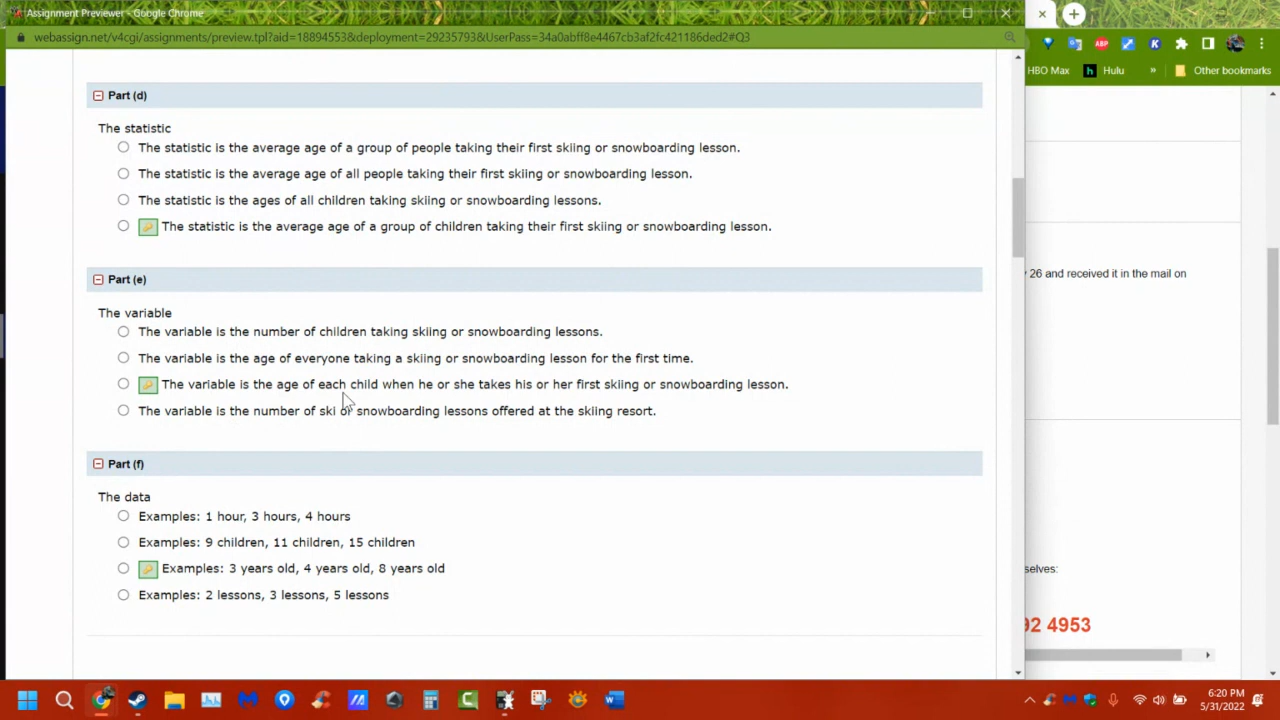 Assignment Previewer - Google Chrome
webassign.net/v4cgi/assignments/preview.tpl?aid=18894553&deployment=29235793&UserPass=34a0abff8e4467cb3af2fc421186ded2#Q3
ABP
K
HBO Max
h Hulu
»
Other bookmarks
Part (d)
The statistic
The statistic is the average age of a group of people taking their first skiing or snowboarding lesson.
The statistic is the average age of all people taking their first skiing or snowboarding lesson.
The statistic is the ages of all children taking skiing or snowboarding lessons.
The statistic is the average age of a group of children taking their first skiing or snowboarding lesson.
Part (e)
26 and received it in the mail on
The variable
The variable is the number of children taking skiing or snowboarding lessons.
The variable is the age of everyone taking a skiing or snowboarding lesson for the first time.
The variable is the age of each child when he or she takes his or her first skiing or snowboarding lesson.
The variable is the number of ski or snowboarding lessons offered at the skiing resort.
Part (f)
The data
Examples: 1 hour, 3 hours, 4 hours
Examples: 9 children, 11 children, 15 children
Examples: 3 years old, 4 years old, 8 years old
Examples: 2 lessons, 3 lessons, 5 lessons
selves:
92 4953
6:20 PM
5/31/2022